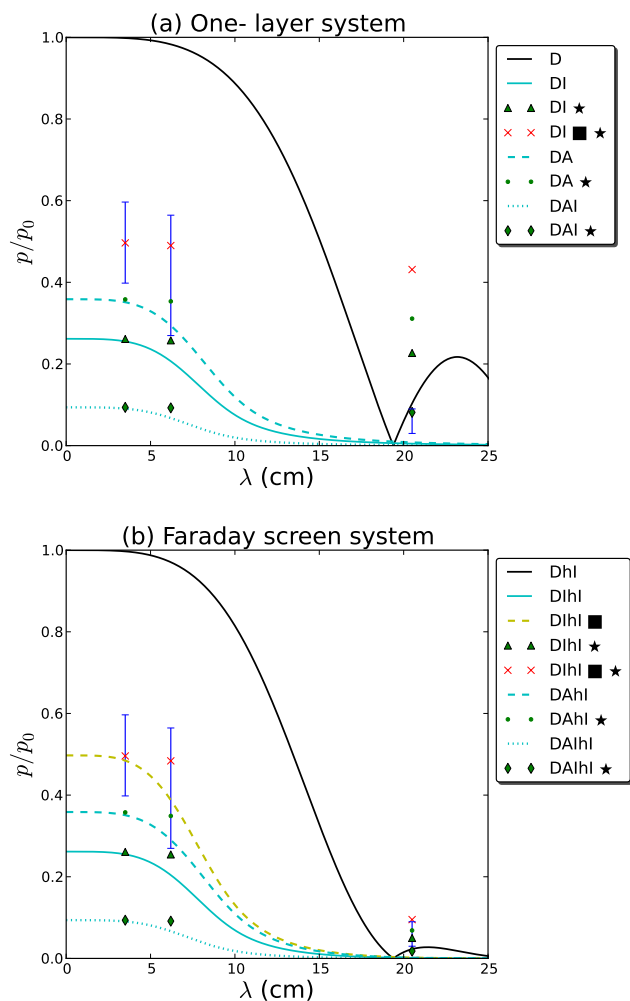 (a) One- layer system
1.0
0.8
0.6
0.4
0.2
0.0
p/p₀
0 5 10 15 20 25
λ (cm)
D
DI
DI ★
DI ■ ★
DA
DA ★
DAI
DAI ★
(b) Faraday screen system
1.0
0.8
0.6
0.4
0.2
0.0
p/p₀
0 5 10 15 20 25
λ (cm)
DhI
DIhI
DIhI ■
DIhI ★
DIhI ■ ★
DAhI
DAhI ★
DAIhI
DAIhI ★